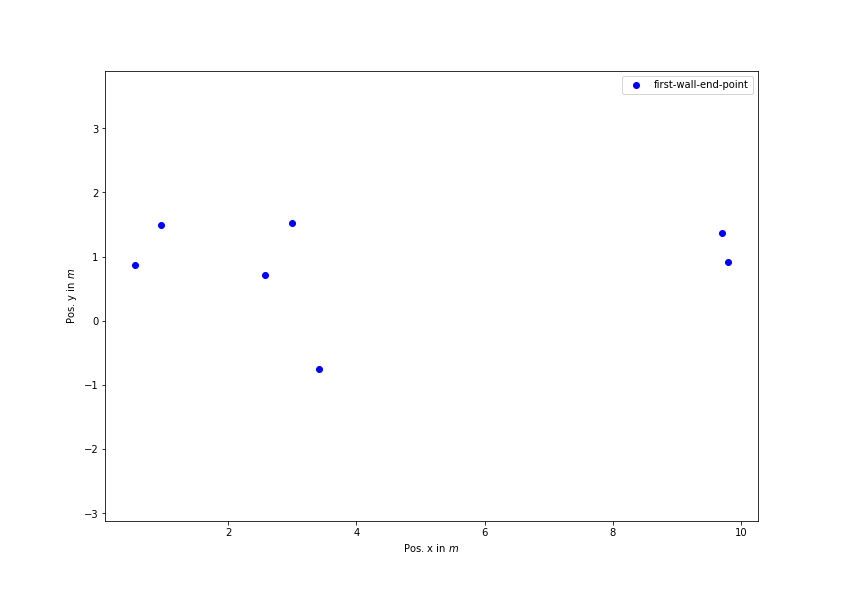 first-wall-end-point
3
2
1
0
−1
−2
−3
Pos. y in m
2 4 6 8 10
Pos. x in m